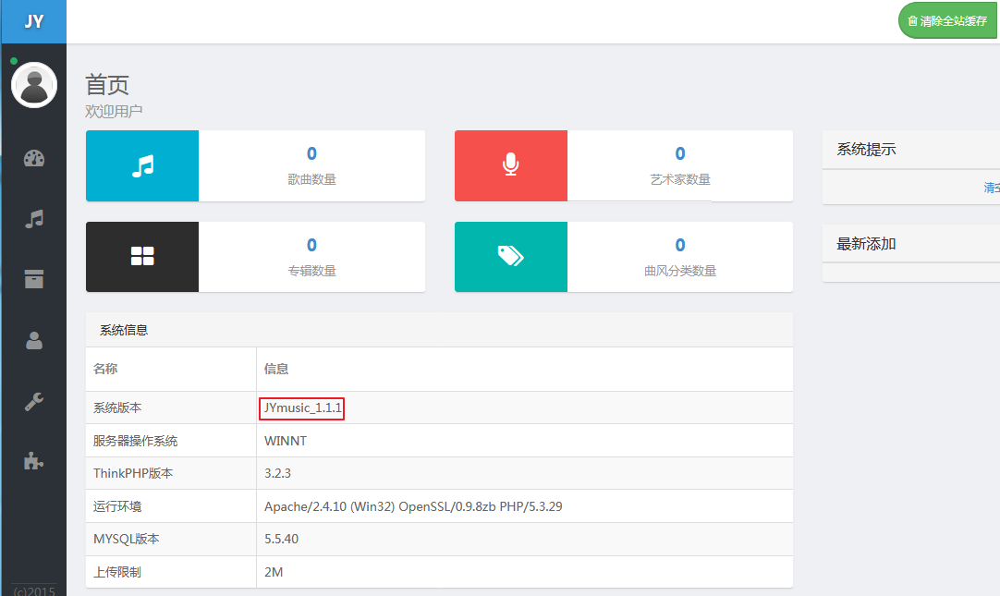 JY
清除全站缓存
首页
欢迎用户
0
歌曲数量
0
艺术家数量
0
专辑数量
0
曲风分类数量
系统提示
清
最新添加
系统信息
名称 信息
系统版本 JYmusic_1.1.1
服务器操作系统 WINNT
ThinkPHP版本 3.2.3
运行环境 Apache/2.4.10 (Win32) OpenSSL/0.9.8zb PHP/5.3.29
MYSQL版本 5.5.40
上传限制 2M
(c)2015